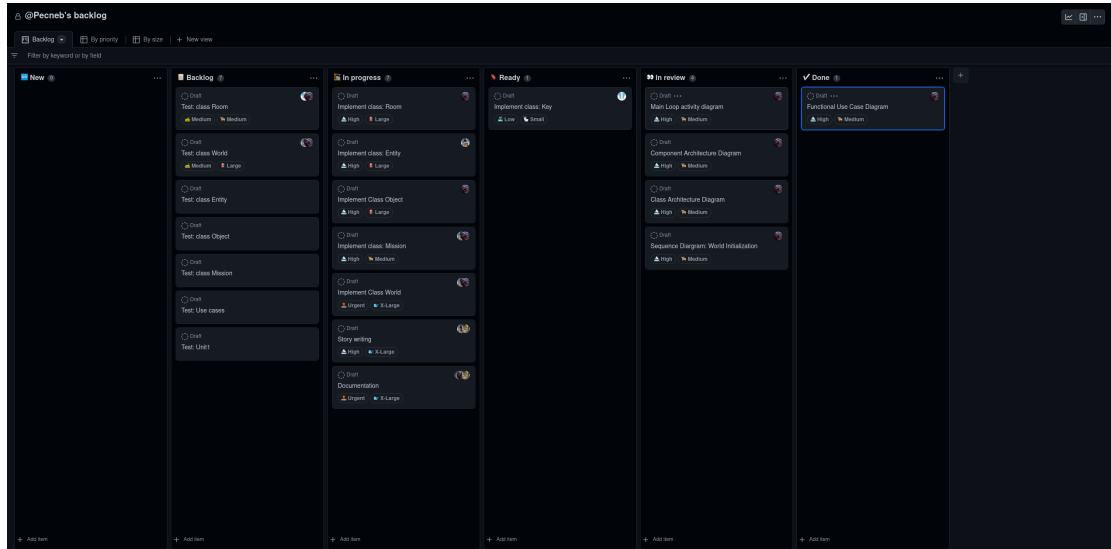 @Pecneb's backlog
Backlog
By priority
By size
+ New view
Filter by keyword or by field
New 0
Backlog 7
Draft
Test: class Room
Medium Medium
Draft
Test: class World
Medium Large
Draft
Test: class Entity
Draft
Test: class Object
Draft
Test: class Mission
Draft
Test: Use cases
Draft
Test: Unit1
In progress 7
Draft
Implement class: Room
High Large
Draft
Implement class: Entity
High Large
Draft
Implement Class Object
High Large
Draft
Implement class: Mission
High Medium
Draft
Implement Class World
Urgent X-Large
Draft
Story writing
High X-Large
Draft
Documentation
Urgent X-Large
Ready 1
Draft
Implement class: Key
Low Small
In review 4
Draft
Main Loop activity diagram
High Medium
Draft
Component Architecture Diagram
High Medium
Draft
Class Architecture Diagram
High Medium
Draft
Sequence Diargram: World Initialization
High Medium
Done 1
Draft
Functional Use Case Diagram
High Medium
+ Add item
+ Add item
+ Add item
+ Add item
+ Add item
+ Add item